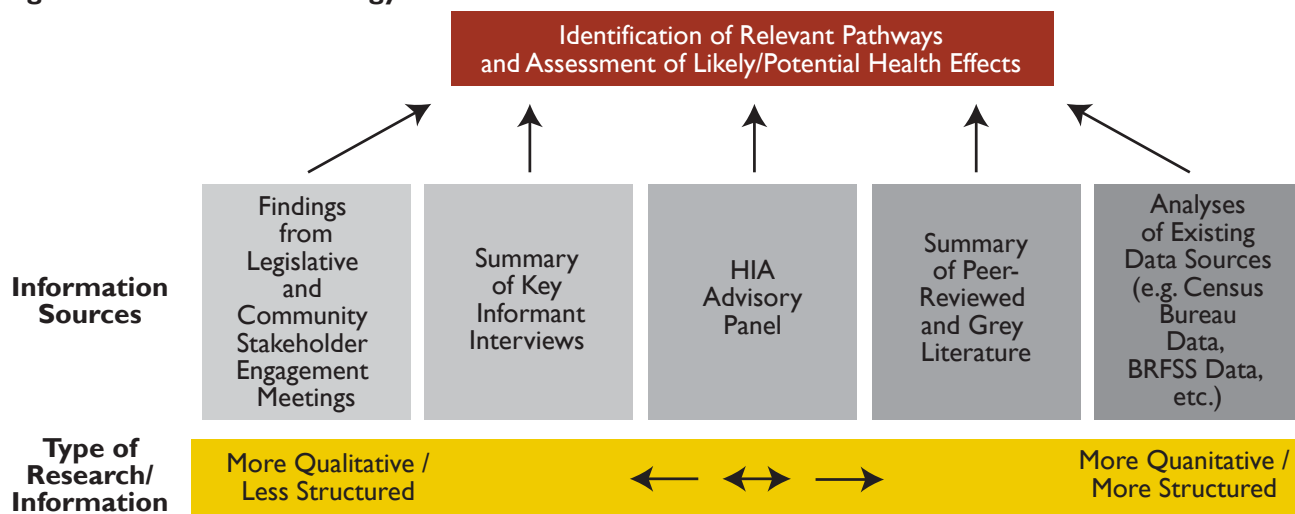 Identification of Relevant Pathways
and Assessment of Likely/Potential Health Effects
Information
Sources
Findings
from
Legislative
and
Community
Stakeholder
Engagement
Meetings
Summary
of Key
Informant
Interviews
HIA
Advisory
Panel
Summary
of Peer-
Reviewed
and Grey
Literature
Analyses
of Existing
Data Sources
(e.g. Census
Bureau
Data,
BRFSS Data,
etc.)
Type of
Research/
Information
More Qualitative /
Less Structured
More Quanitative /
More Structured